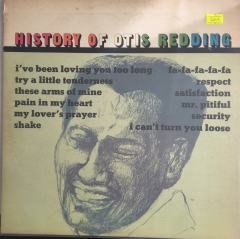 HISTORY OF OTIS REDDING
i've been loving you too long
try a little tenderness
these arms of mine
pain in my heart
my lover's prayer
shake
fa-fa-fa-fa-fa
respect
satisfaction
mr. pitiful
security
i can't turn you loose